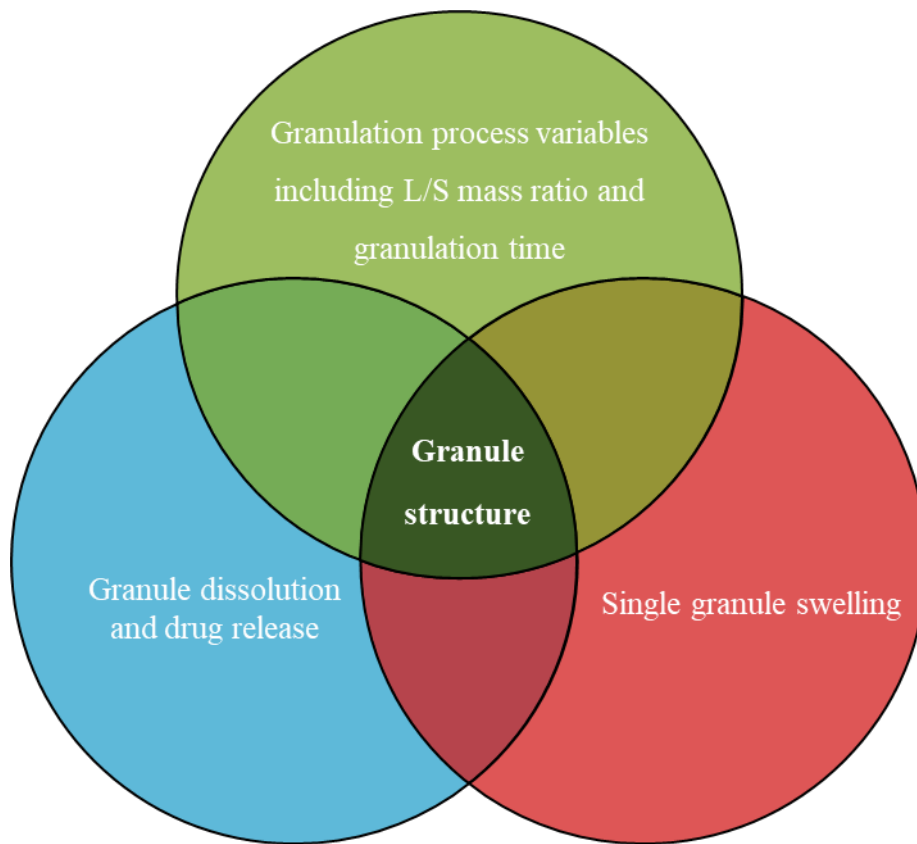 Granulation process variables
including L/S mass ratio and
granulation time
Granule
structure
Granule dissolution
and drug release
Single granule swelling